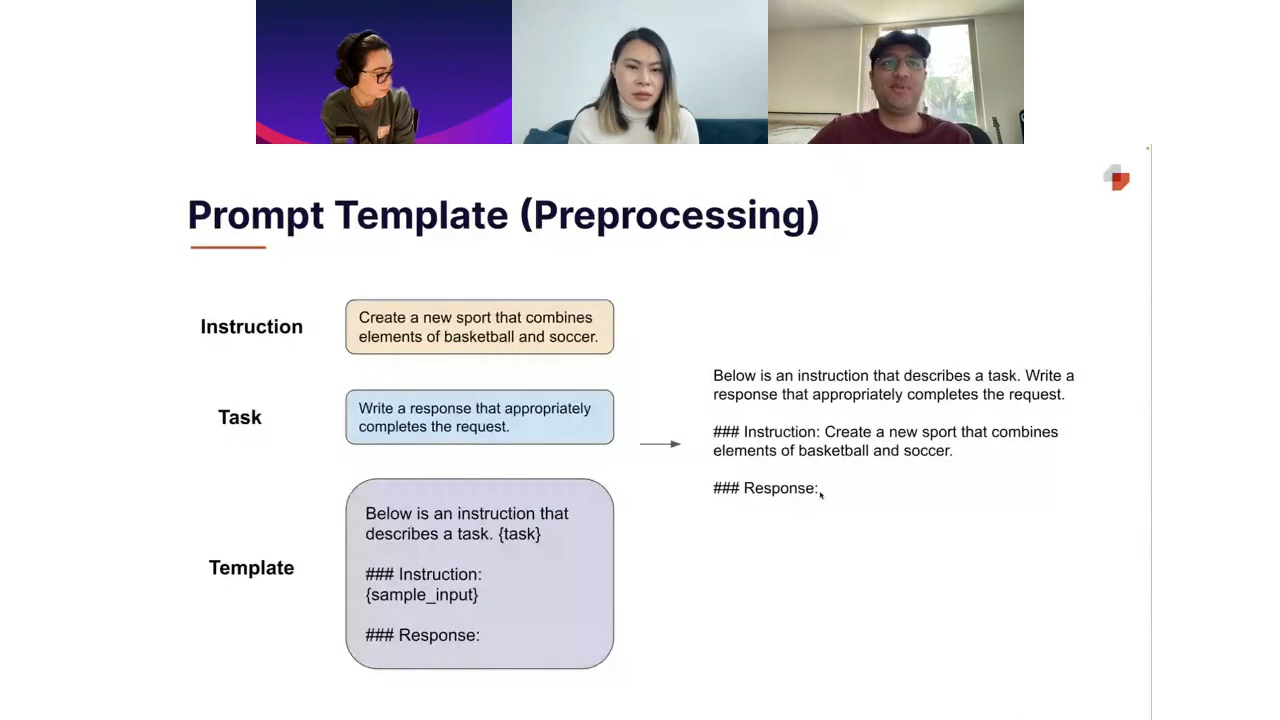 Prompt Template (Preprocessing)
Instruction
Create a new sport that combines
elements of basketball and soccer.
Task
Write a response that appropriately
completes the request.
Template
Below is an instruction that
describes a task. {task}
### Instruction:
{sample_input}
### Response:
Below is an instruction that describes a task. Write a
response that appropriately completes the request.
### Instruction: Create a new sport that combines
elements of basketball and soccer.
### Response: